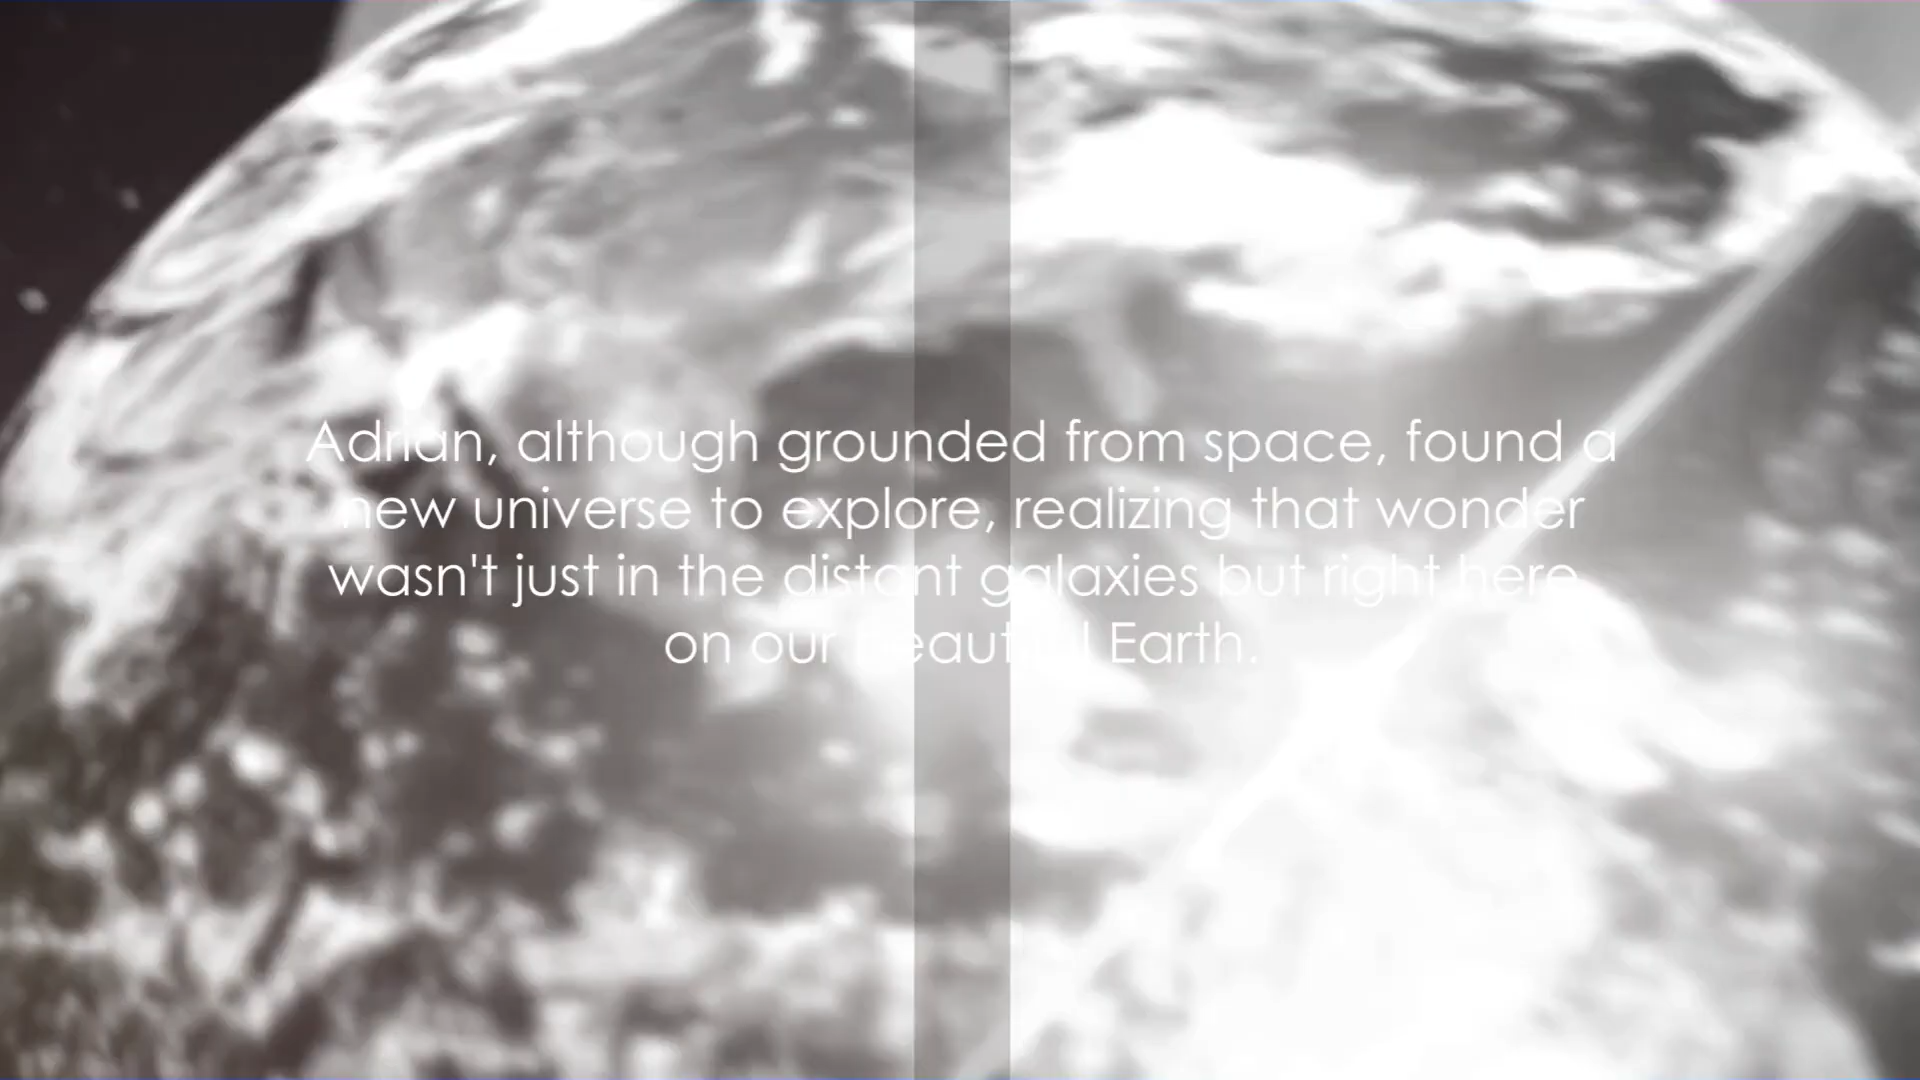 Adrian, although grounded from space, found a
new universe to explore, realizing that wonder
wasn't just in the distant galaxies but right here
on our beautiful Earth.